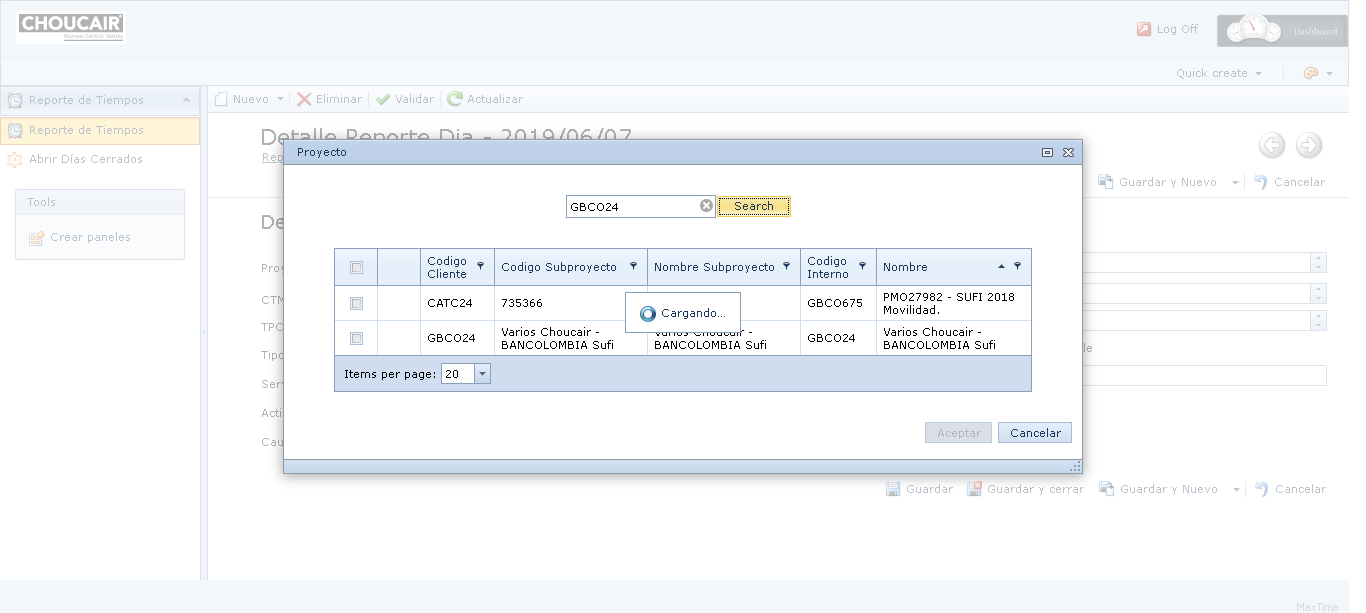 CHOUCAIR
Business Centric Testing
Log Off
Dashboard
Quick create
Reporte de Tiempos
Reporte de Tiempos
Abrir Días Cerrados
Tools
Crear paneles
Nuevo
Eliminar
Validar
Actualizar
Detalle Reporte Dia - 2019/06/07
Rep
Guardar y Nuevo
Cancelar
De
Proy
CTM
TPC
Tipo
Serv
Acti
Cau
de
Proyecto
GBCO24
Search
Codigo Cliente
Codigo Subproyecto
Nombre Subproyecto
Codigo Interno
Nombre
CATC24
735366
GBCO675
PMO27982 - SUFI 2018
Movilidad.
Cargando...
GBCO24
Varios Choucair -
BANCOLOMBIA Sufi
Varios Choucair -
BANCOLOMBIA Sufi
GBCO24
Varios Choucair -
BANCOLOMBIA Sufi
Items per page: 20
Aceptar
Cancelar
Guardar
Guardar y cerrar
Guardar y Nuevo
Cancelar
MaxTime